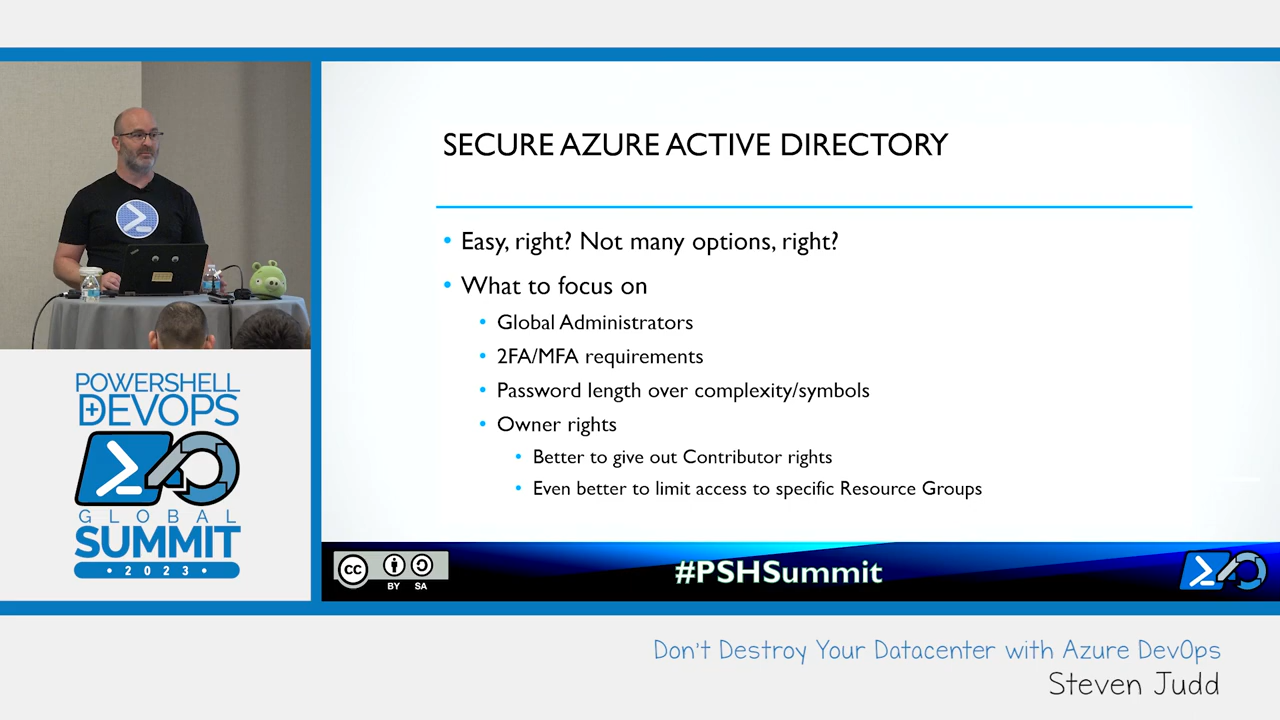 SECURE AZURE ACTIVE DIRECTORY
• Easy, right? Not many options, right?
• What to focus on
• Global Administrators
• 2FA/MFA requirements
• Password length over complexity/symbols
• Owner rights
• Better to give out Contributor rights
• Even better to limit access to specific Resource Groups
POWERSHELL
+DEVOPS
GLOBAL
SUMMIT
• 2023 •
cc
BY SA
#PSHSummit
Don't Destroy Your Datacenter with Azure DevOps
Steven Judd